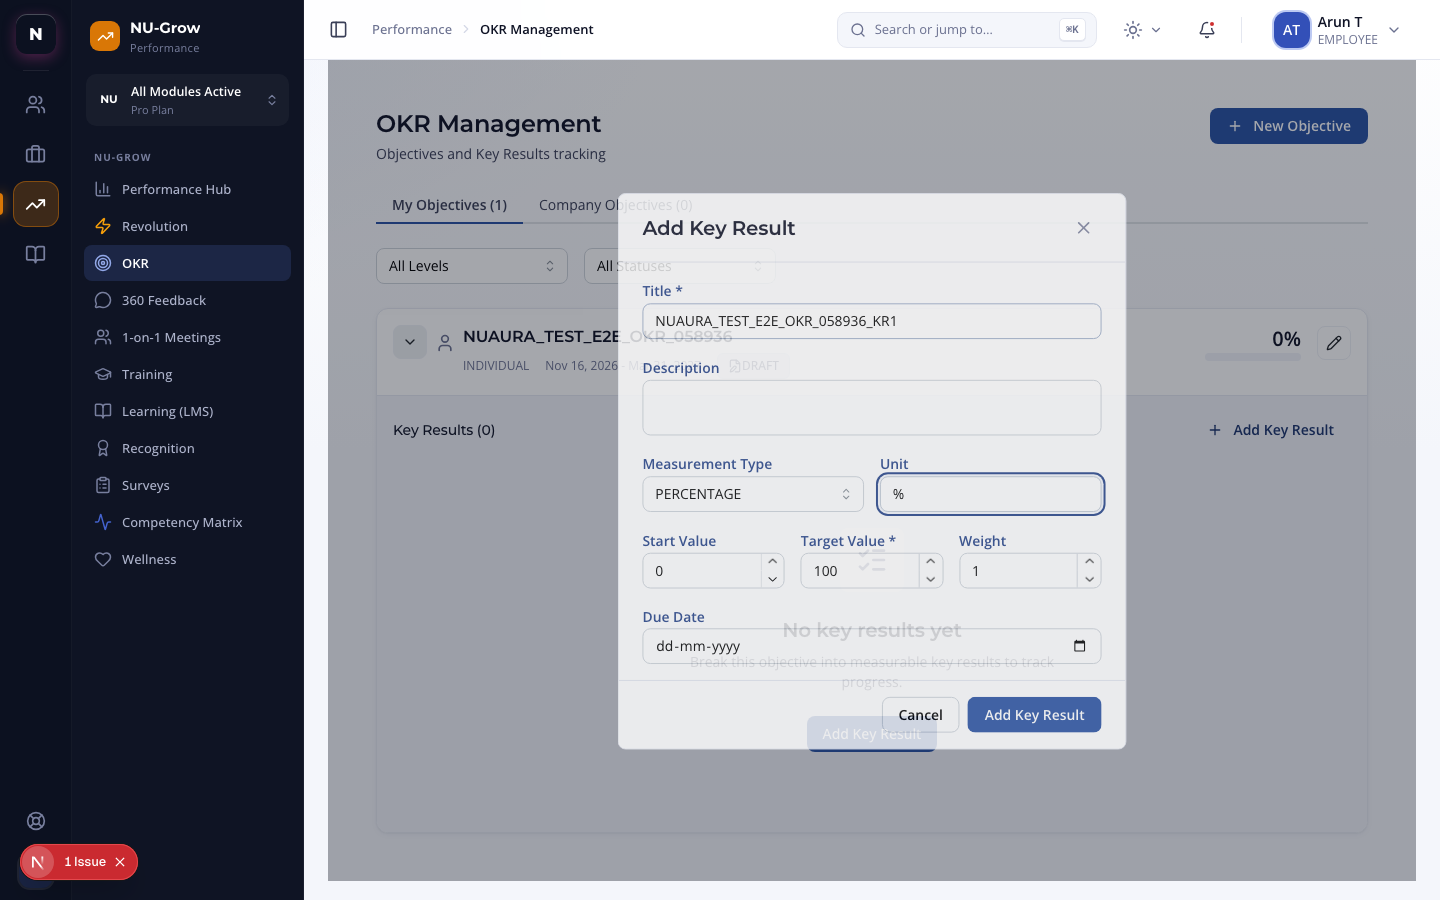 N
NU-Grow
Performance
NU
All Modules Active
Pro Plan
NU-GROW
Performance Hub
Revolution
OKR
360 Feedback
1-on-1 Meetings
Training
Learning (LMS)
Recognition
Surveys
Competency Matrix
Wellness
N
1 Issue
Performance
OKR Management
Search or jump to...
⌘K
AT
Arun T
EMPLOYEE
OKR Management
Objectives and Key Results tracking
New Objective
My Objectives (1)
Company Objectives (0)
All Levels
All Statuses
NUAURA_TEST_E2E_OKR_058936
INDIVIDUAL
Nov 16, 2026 -
DRAFT
0%
Key Results (0)
Add Key Result
No key results yet
Break this objective into measurable key results to track
progress.
Add Key Result
Add Key Result
Title *
NUAURA_TEST_E2E_OKR_058936_KR1
Description
Measurement Type
Unit
PERCENTAGE
%
Start Value
Target Value *
Weight
0
100
1
Due Date
dd-mm-yyyy
Cancel
Add Key Result